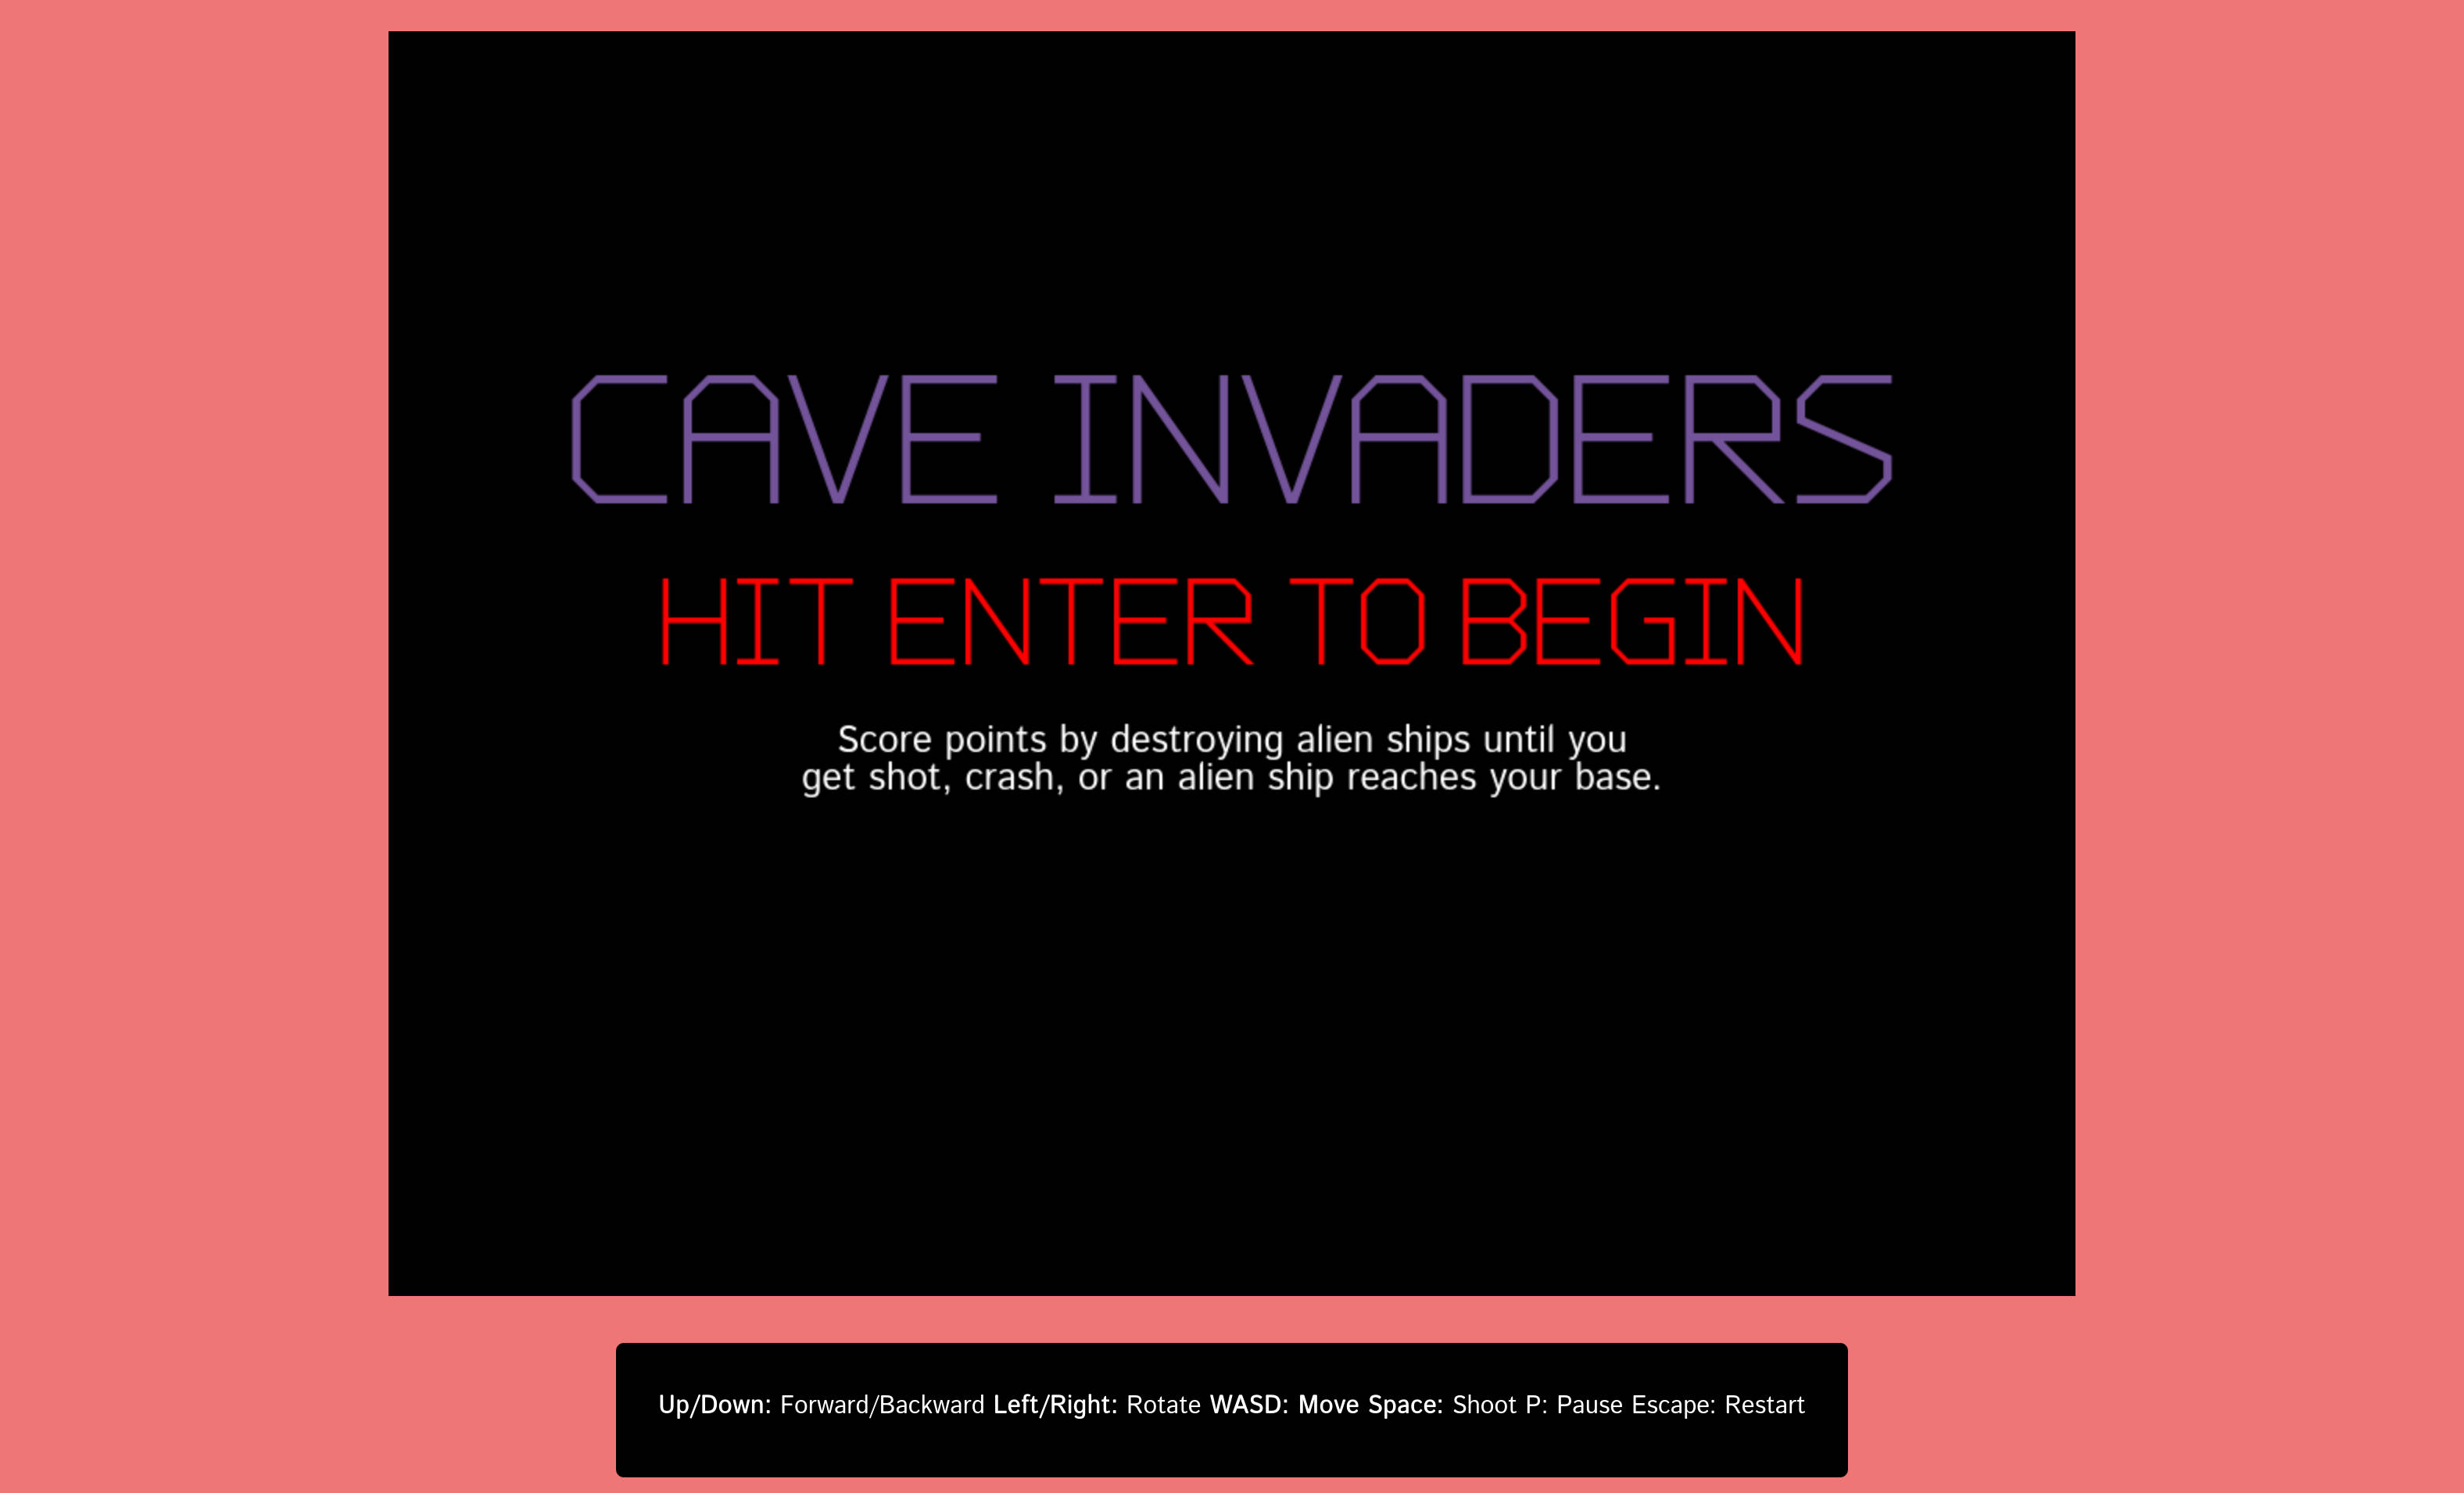 CAVE INVADERS
HIT ENTER TO BEGIN
Score points by destroying alien ships until you
get shot, crash, or an alien ship reaches your base.
Up/Down: Forward/Backward Left/Right: Rotate WASD: Move Space: Shoot P: Pause Escape: Restart